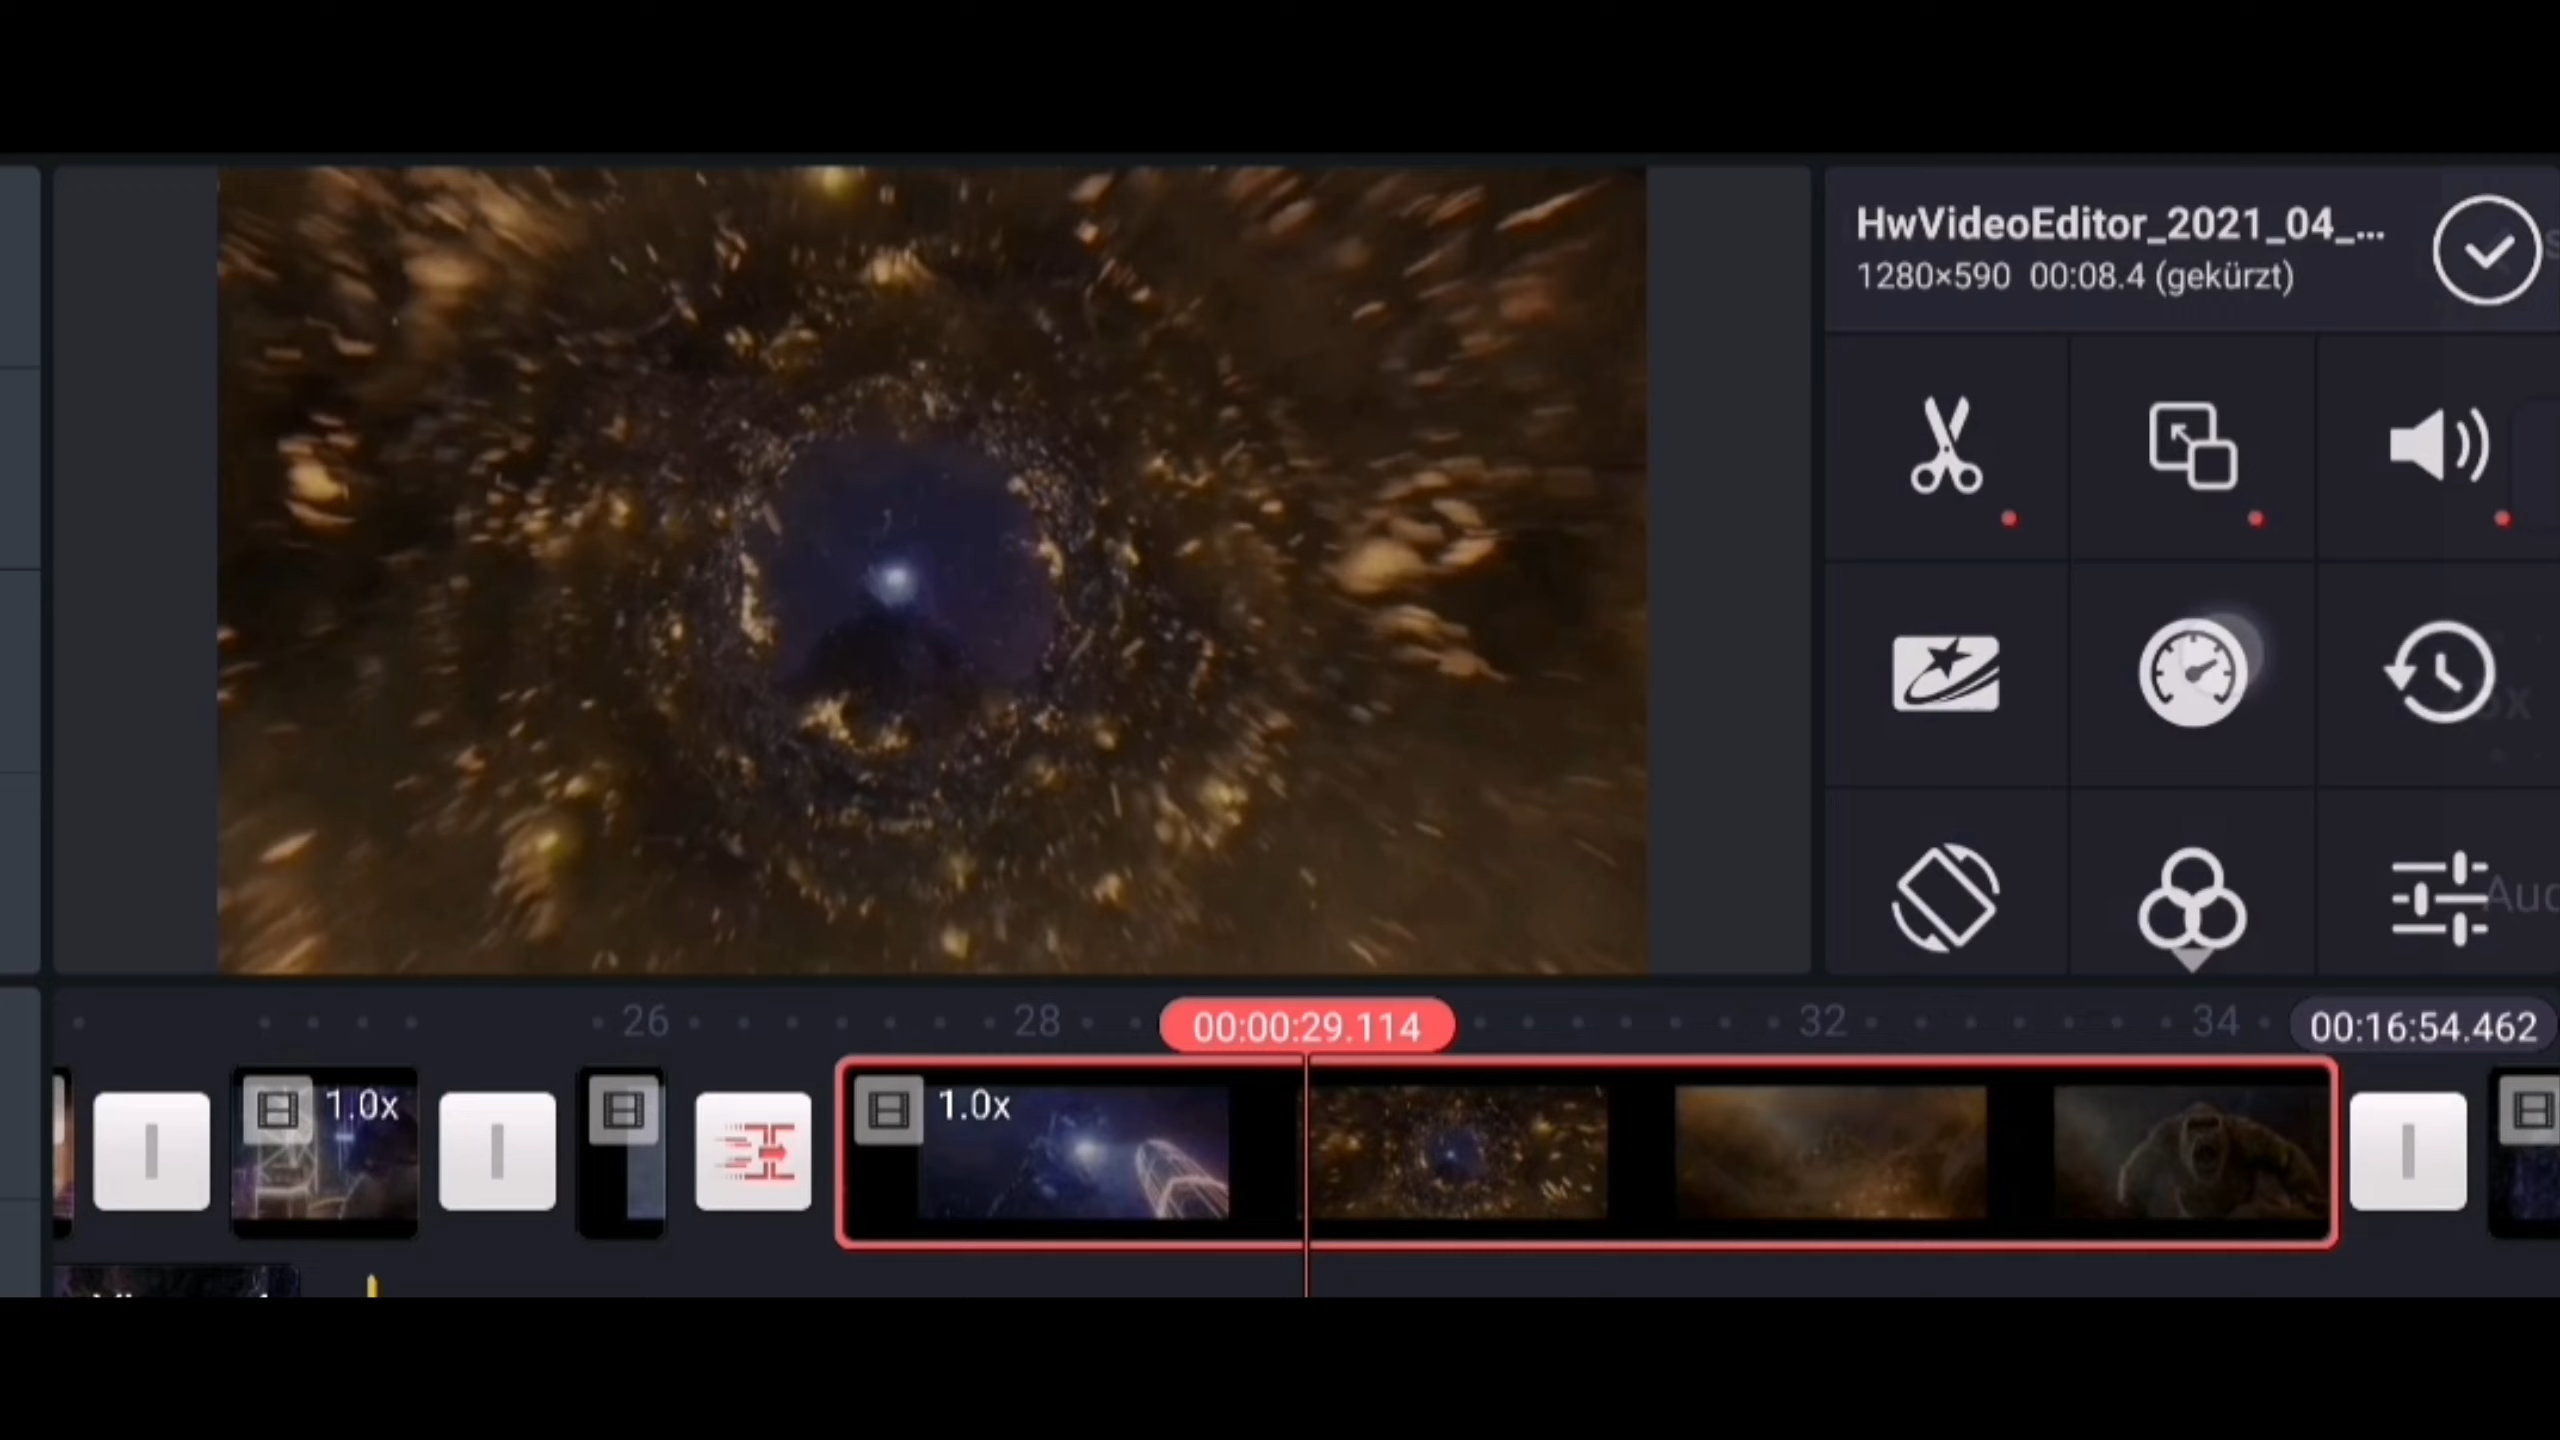 HwVideoEditor_2021_04_...
1280×590 00:08.4 (gekürzt)
Aud
26
28
00:00:29.114
32
34
00:16:54.462
1.0x
1.0x